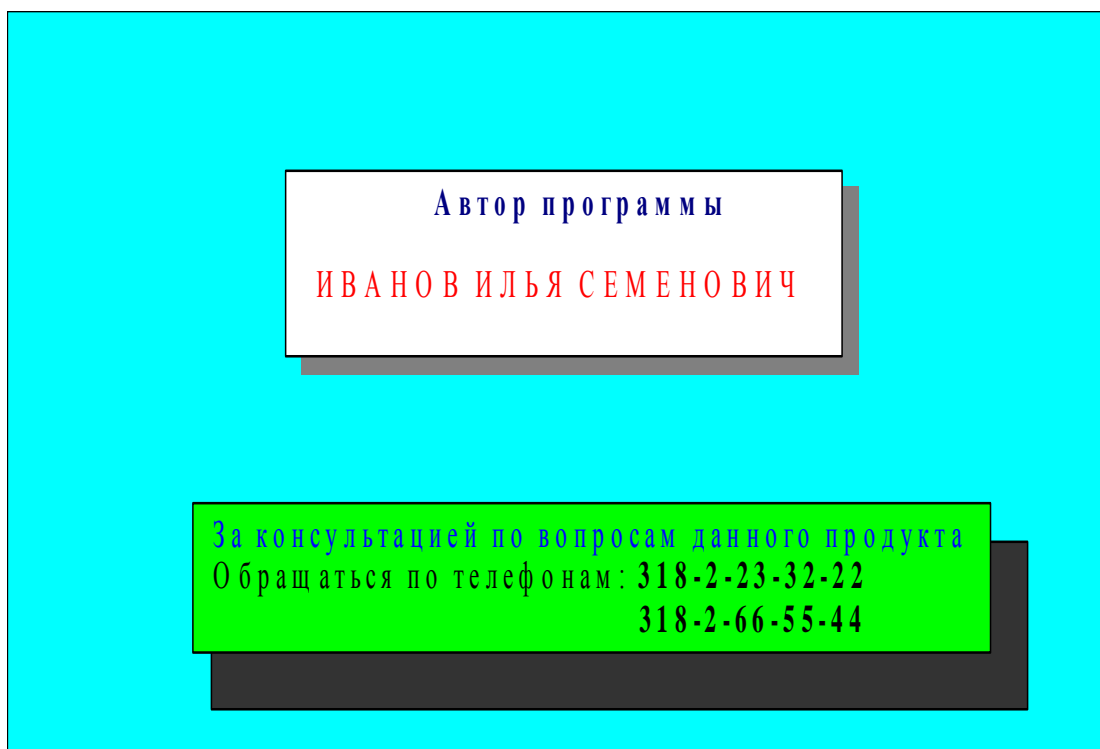 Автор программы
ИВАНОВ ИЛЬЯ СЕМЕНОВИЧ
За консультацией по вопросам данного продукта
Обращаться по телефонам: 318-2-23-32-22
318-2-66-55-44